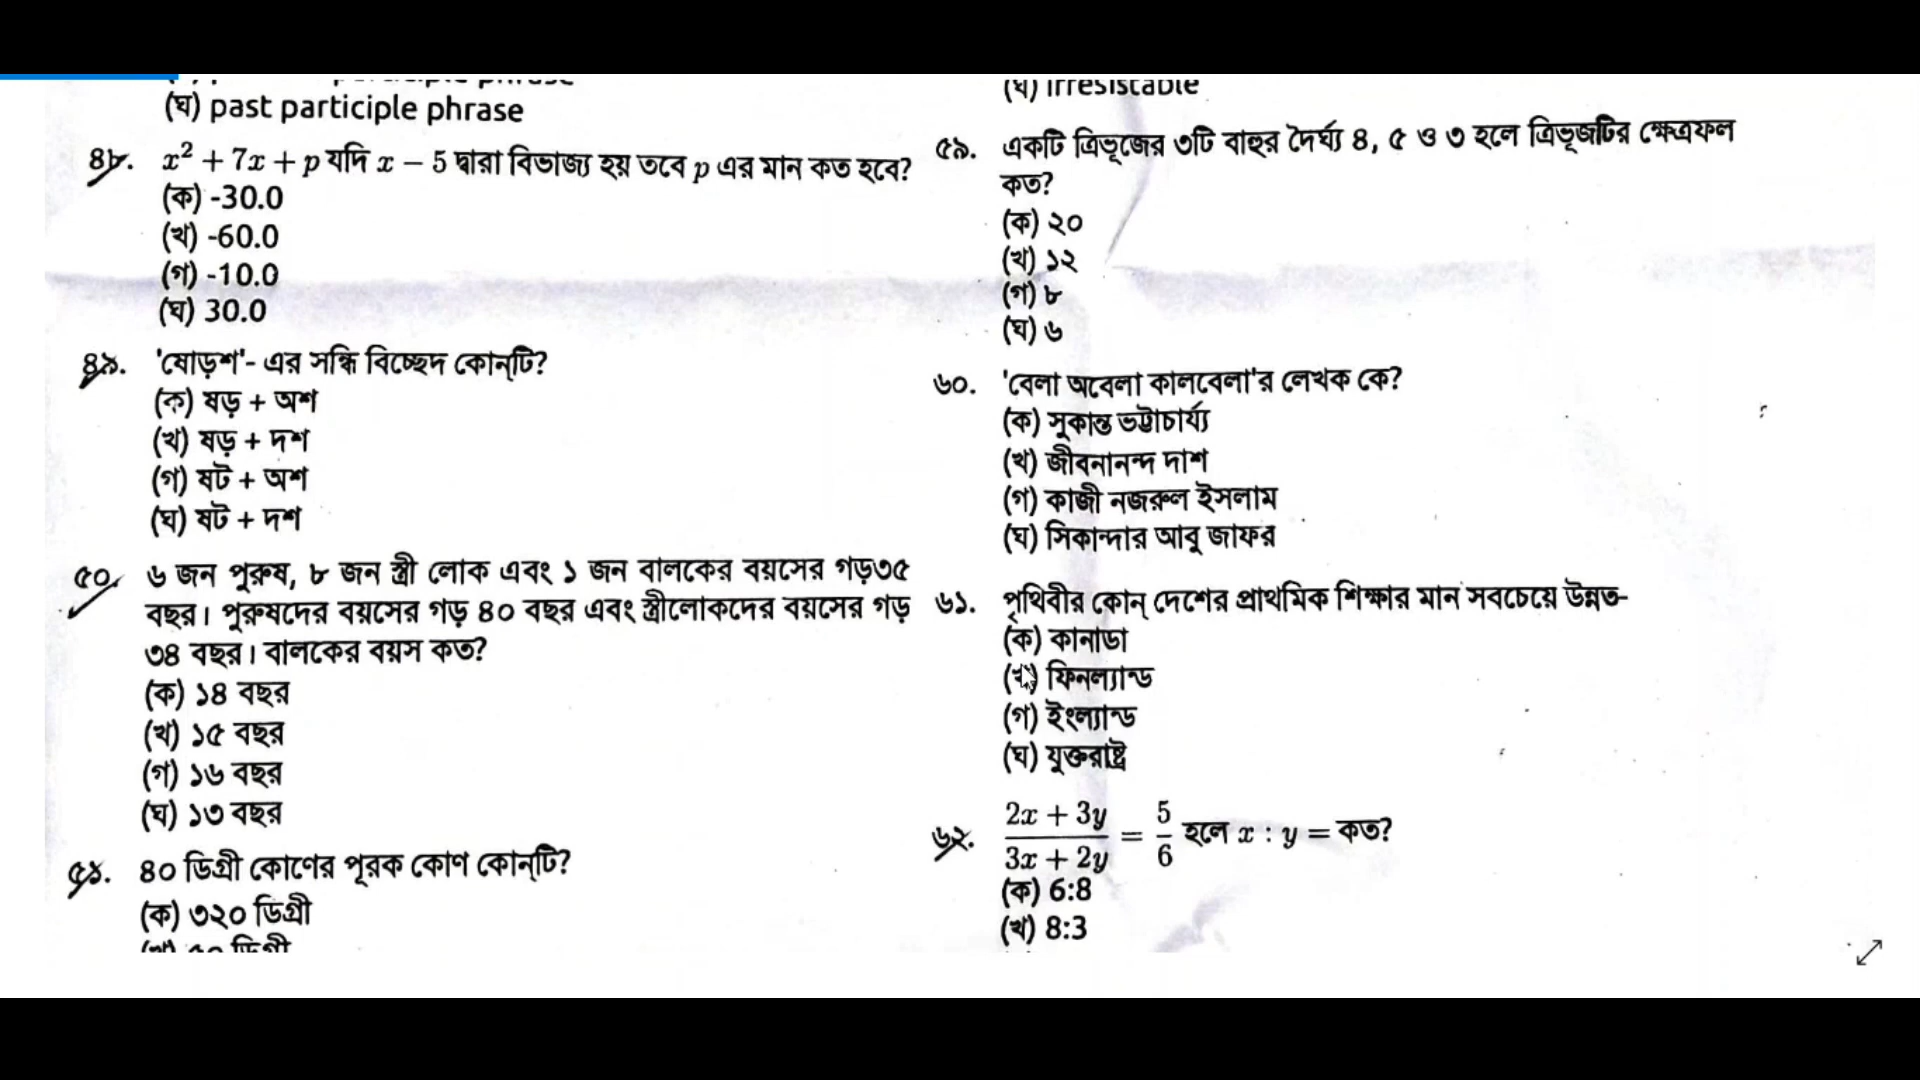 (ঘ) past participle phrase
৪৮. x² + 7x + p যদি x − 5 দ্বারা বিভাজ্য হয় তবে p এর মান কত হবে?
(ক) -30.0
(খ) -60.0
(গ) -10.0
(ঘ) 30.0
৪৯. 'ষোড়শ'- এর সন্ধি বিচ্ছেদ কোন্‌টি?
(ক) ষড় + অশ
(খ) ষড় + দশ
(গ) ষট + অশ
(ঘ) ষট + দশ
৫০. ৬ জন পুরুষ, ৮ জন স্ত্রী লোক এবং ১ জন বালকের বয়সের গড়৩৫
বছর। পুরুষদের বয়সের গড় ৪০ বছর এবং স্ত্রীলোকদের বয়সের গড়
৩৪ বছর। বালকের বয়স কত?
(ক) ১৪ বছর
(খ) ১৫ বছর
(গ) ১৬ বছর
(ঘ) ১৩ বছর
৫১. ৪০ ডিগ্রী কোণের পূরক কোণ কোন্‌টি?
(ক) ৩২০ ডিগ্রী
(ঘ) irresistable
৫৯. একটি ত্রিভূজের ৩টি বাহুর দৈর্ঘ্য ৪, ৫ ও ৩ হলে ত্রিভূজটির ক্ষেত্রফল
কত?
(ক) ২০
(খ) ১২
(গ) ৮
(ঘ) ৬
৬০. 'বেলা অবেলা কালবেলা'র লেখক কে?
(ক) সুকান্ত ভট্টাচার্য্য
(খ) জীবনানন্দ দাশ
(গ) কাজী নজরুল ইসলাম
(ঘ) সিকান্দার আবু জাফর
৬১. পৃথিবীর কোন্ দেশের প্রাথমিক শিক্ষার মান সবচেয়ে উন্নত-
(ক) কানাডা
(খ) ফিনল্যান্ড
(গ) ইংল্যান্ড
(ঘ) যুক্তরাষ্ট্র
৬২. (2x + 3y)/(3x + 2y) = 5/6 হলে x : y = কত?
(ক) 6:8
(খ) 8:3